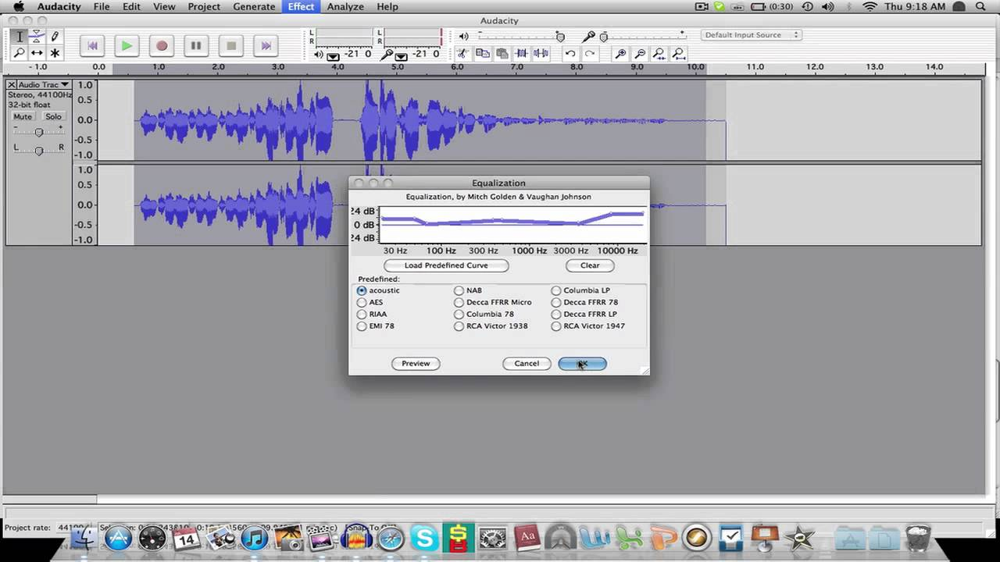 Audacity File Edit View Project Generate Effect Analyze Help (0:30) Thu 9:18 AM
Audacity
L R -21 0 L R -21 0 - + - + Default Input Source
-1.0 0.0 1.0 2.0 3.0 4.0 5.0 6.0 7.0 8.0 9.0 10.0 11.0 12.0 13.0 14.0
X Audio Trac
Stereo, 44100Hz
32-bit float
Mute Solo
- +
L R
1.0
0.5
0.0
-0.5
-1.0
1.0
0.5
0.0
-0.5
-1.0
Equalization
Equalization, by Mitch Golden & Vaughan Johnson
24 dB
0 dB
24 dB
30 Hz 100 Hz 300 Hz 1000 Hz 3000 Hz 10000 Hz
Load Predefined Curve Clear
Predefined:
acoustic NAB Columbia LP
AES Decca FFRR Micro Decca FFRR 78
RIAA Columbia 78 Decca FFRR LP
EMI 78 RCA Victor 1938 RCA Victor 1947
Preview Cancel
Project rate: 44100
14
Aa